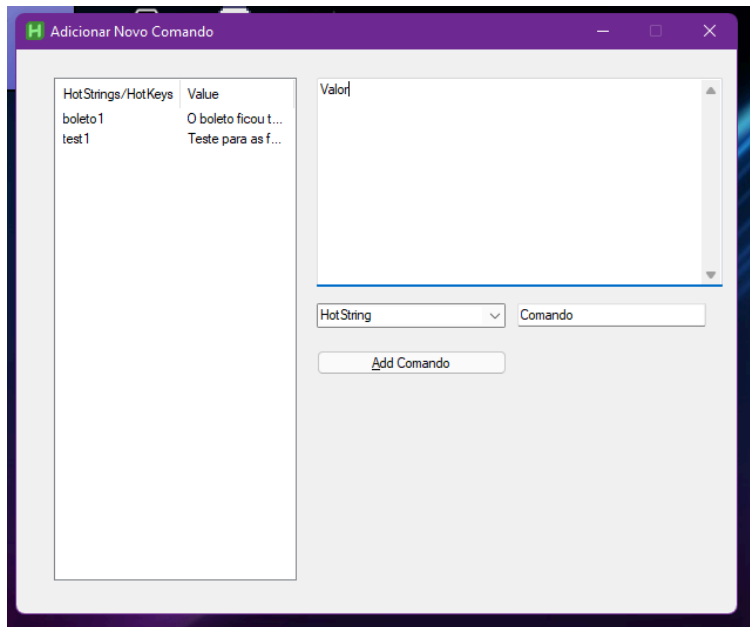 H Adicionar Novo Comando
HotStrings/HotKeys Value
boleto1 O boleto ficou t...
test1 Teste para as f...
Valor
HotString
Comando
Add Comando